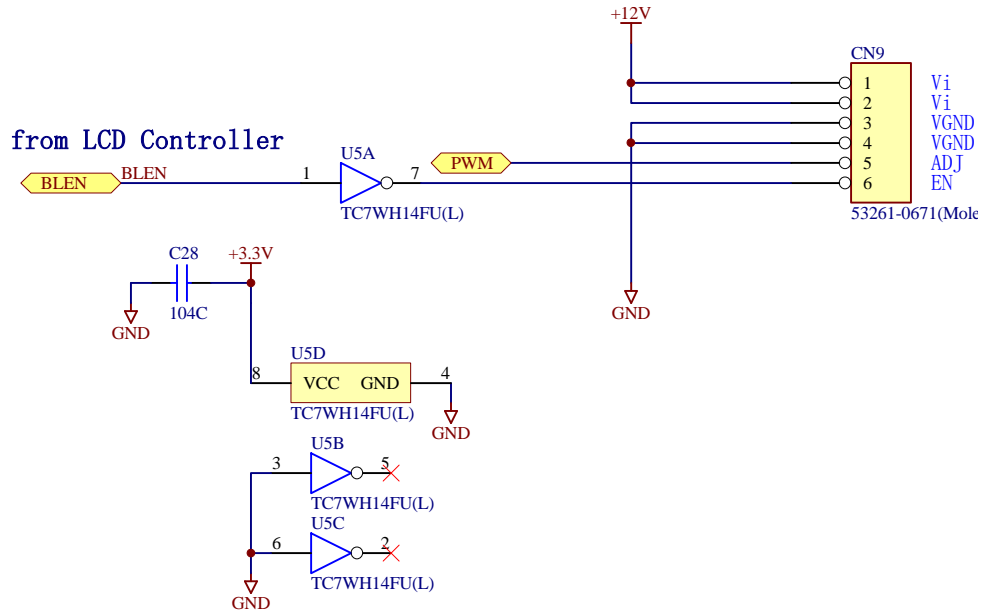 +12V
CN9
1 Vi
2 Vi
3 VGND
4 VGND
5 ADJ
6 EN
53261-0671(Mole
from LCD Controller
BLEN
BLEN
1
U5A
7
TC7WH14FU(L)
PWM
GND
C28
104C
GND
+3.3V
U5D
8
VCC GND
4
TC7WH14FU(L)
GND
U5B
3
5
TC7WH14FU(L)
U5C
6
2
TC7WH14FU(L)
GND